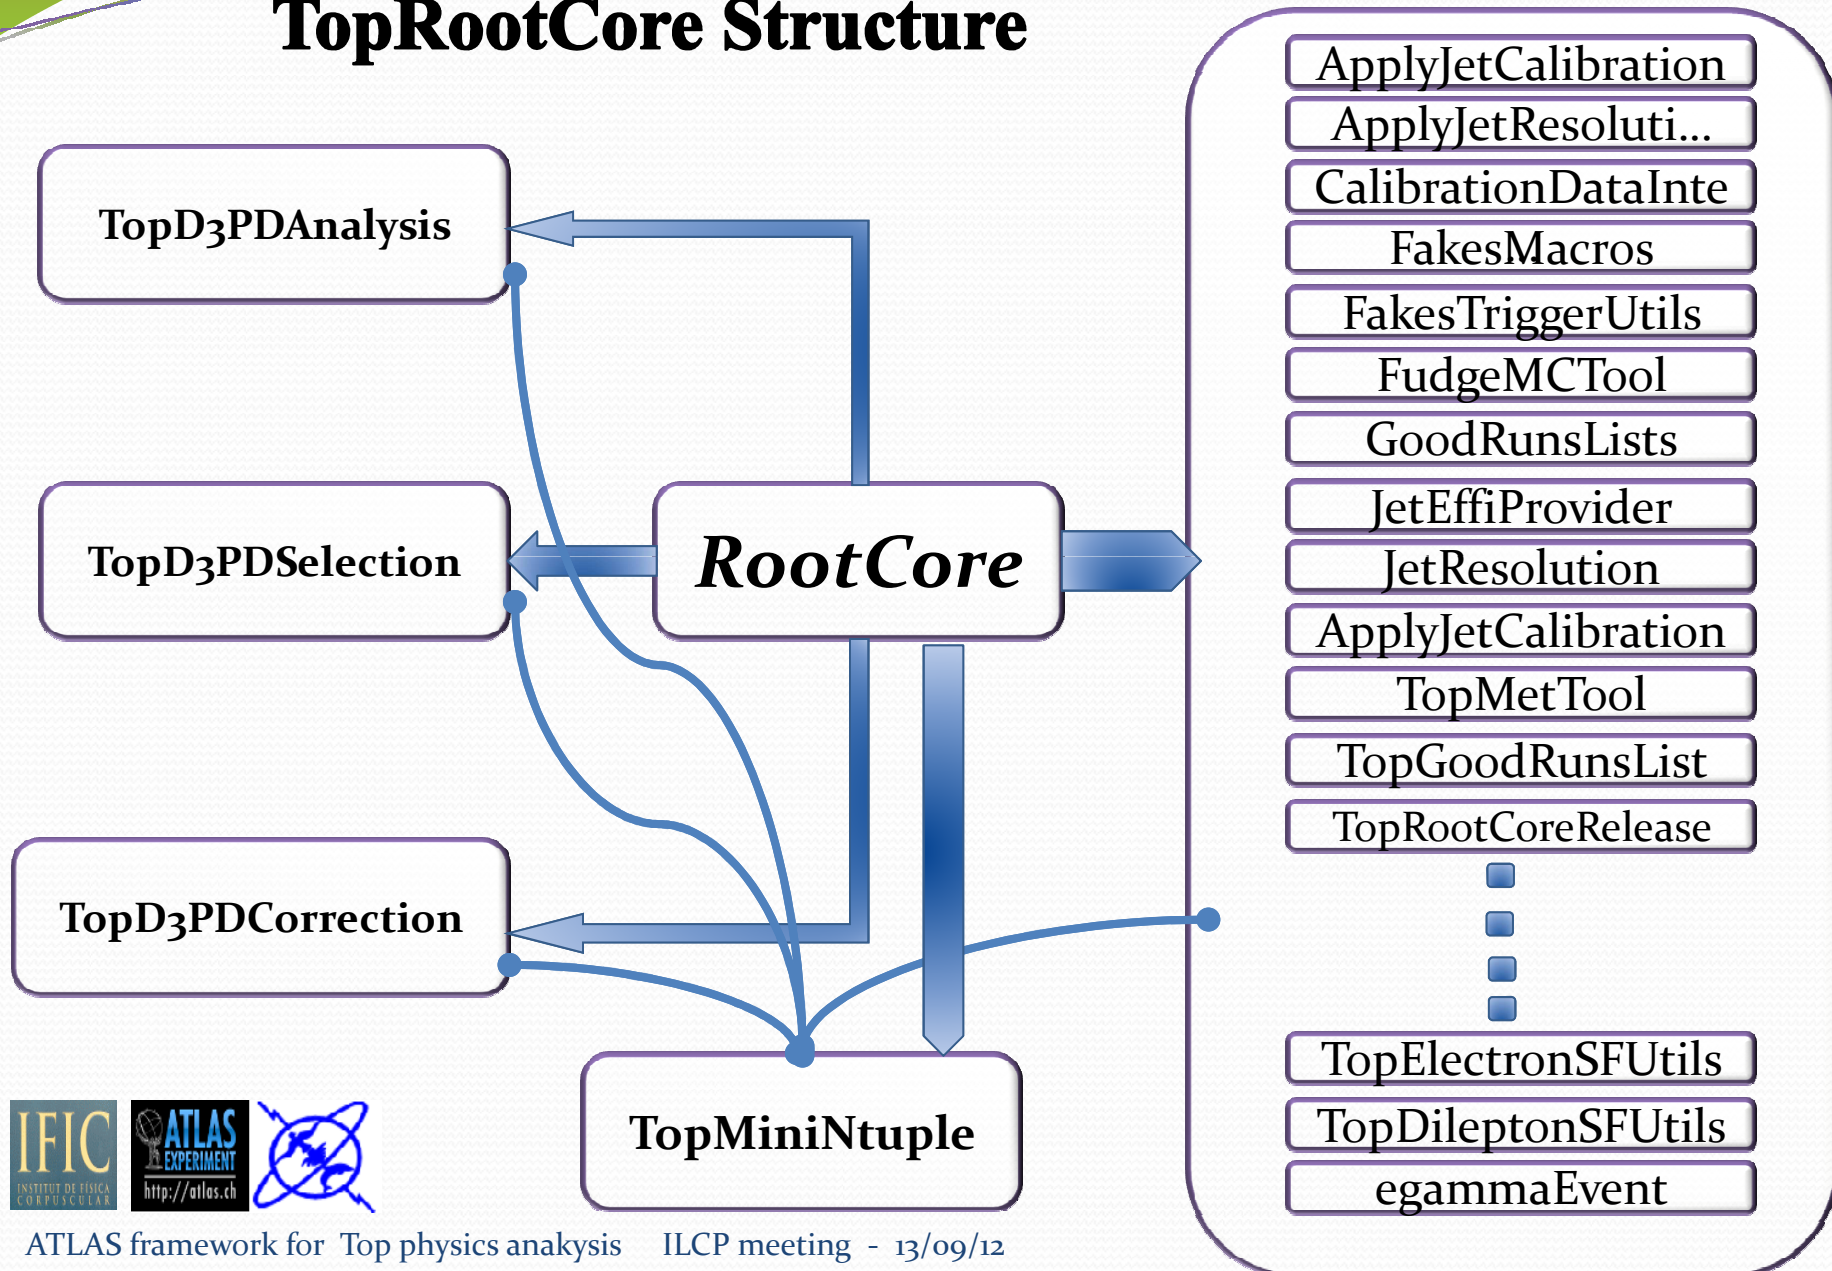 TopRootCore Structure
TopD3PDAnalysis
TopD3PDSelection
RootCore
TopD3PDCorrection
TopMiniNtuple
ApplyJetCalibration
ApplyJetResoluti...
CalibrationDataInte
...
FakesMacros
FakesTriggerUtils
FudgeMCTool
GoodRunsLists
JetEffiProvider
JetResolution
ApplyJetCalibration
TopMetTool
TopGoodRunsList
TopRootCoreRelease
TopElectronSFUtils
TopDileptonSFUtils
egammaEvent
IFIC
INSTITUT DE FÍSICA
CORPUSCULAR
ATLAS
EXPERIMENT
http://atlas.ch
ATLAS framework for Top physics anakysis ILCP meeting - 13/09/12